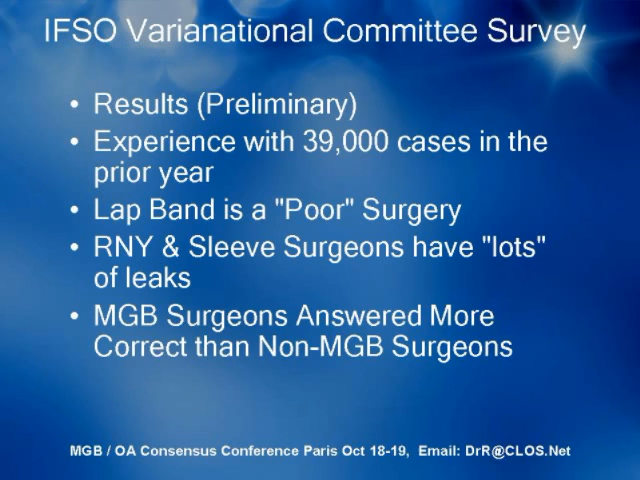 IFSO Varianational Committee Survey
• Results (Preliminary)
• Experience with 39,000 cases in the
prior year
• Lap Band is a "Poor" Surgery
• RNY & Sleeve Surgeons have "lots"
of leaks
• MGB Surgeons Answered More
Correct than Non-MGB Surgeons
MGB / OA Consensus Conference Paris Oct 18-19, Email: DrR@CLOS.Net